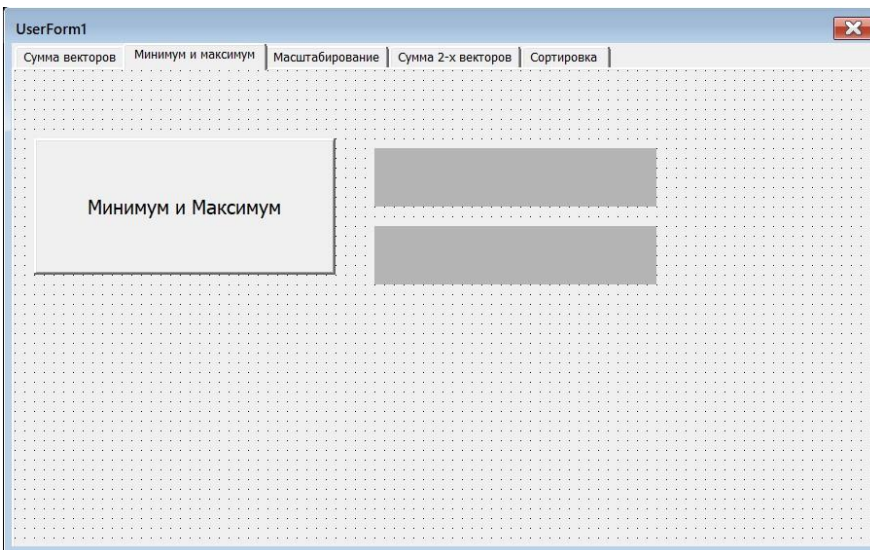 UserForm1
Сумма векторов Минимум и максимум Масштабирование Сумма 2-х векторов Сортировка
Минимум и Максимум